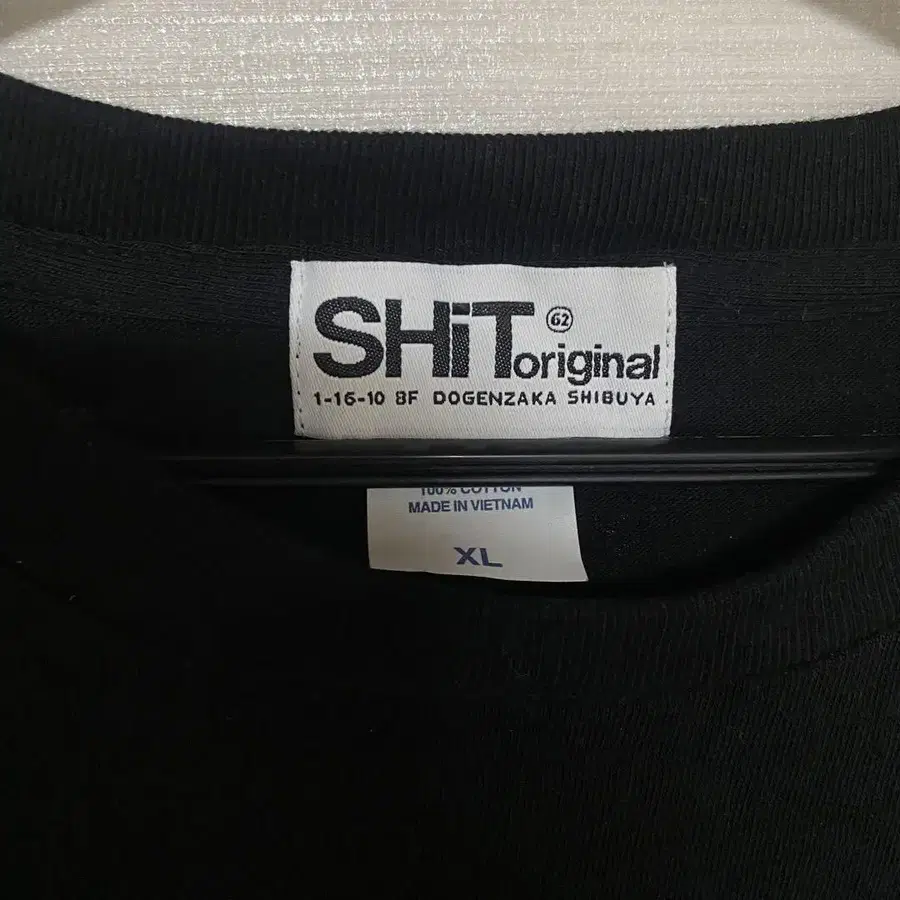 SHiT 62
original
1-16-10 8F DOGENZAKA SHIBUYA
100% COTTON
MADE IN VIETNAM
XL